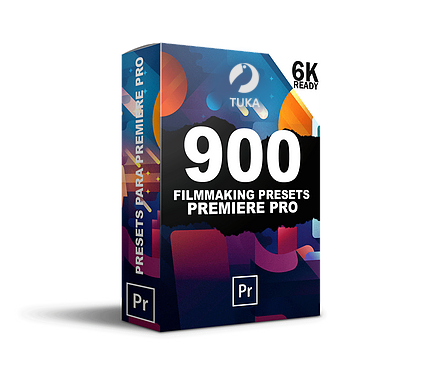 PRESETS PARA PREMIERE PRO
Pr
TUKA
6K
READY
900
FILMMAKING PRESETS
PREMIERE PRO
Pr